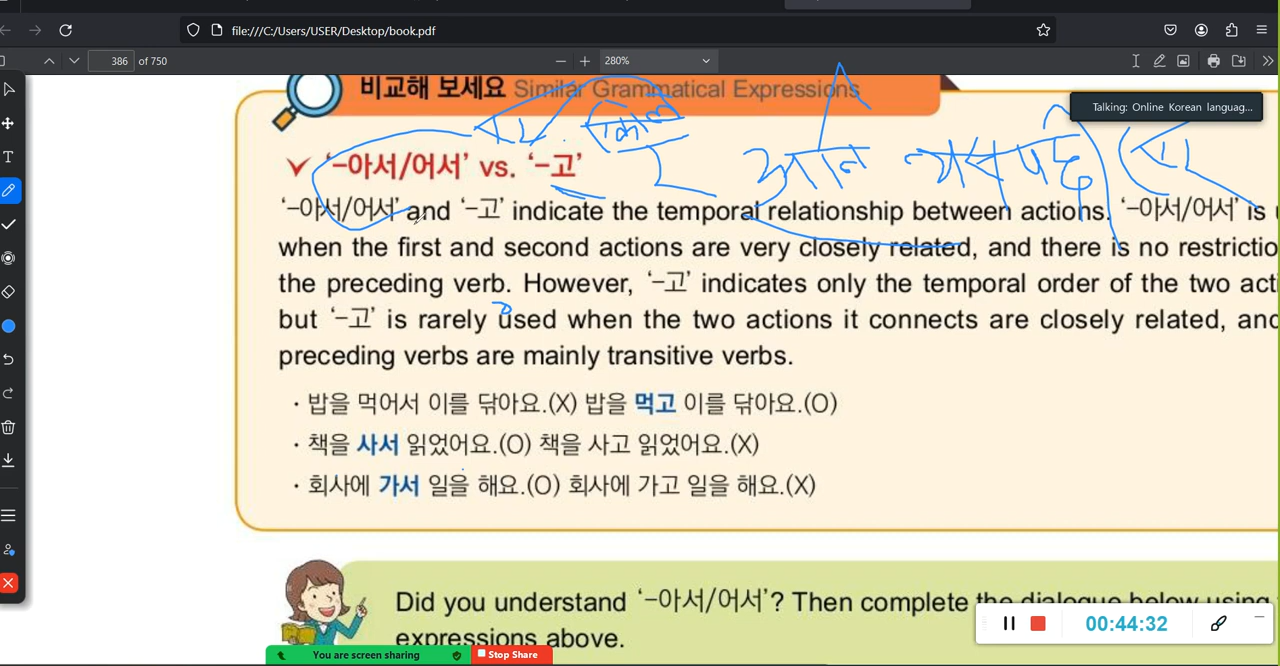 file:///C:/Users/USER/Desktop/book.pdf
386 of 750
280%
Talking: Online Korean languag...
비교해 보세요 Similar Grammatical Expressions
'-아서/어서' vs. '-고'
'-아서/어서' and '-고' indicate the temporal relationship between actions. '-아서/어서' is
when the first and second actions are very closely related, and there is no restrictio
the preceding verb. However, '-고' indicates only the temporal order of the two acti
but '-고' is rarely used when the two actions it connects are closely related, and
preceding verbs are mainly transitive verbs.
· 밥을 먹어서 이를 닦아요.(X) 밥을 먹고 이를 닦아요.(O)
· 책을 사서 읽었어요.(O) 책을 사고 읽었어요.(X)
· 회사에 가서 일을 해요.(O) 회사에 가고 일을 해요.(X)
Did you understand '-아서/어서'? Then complete the dialogue below using
expressions above.
00:44:32
You are screen sharing
Stop Share